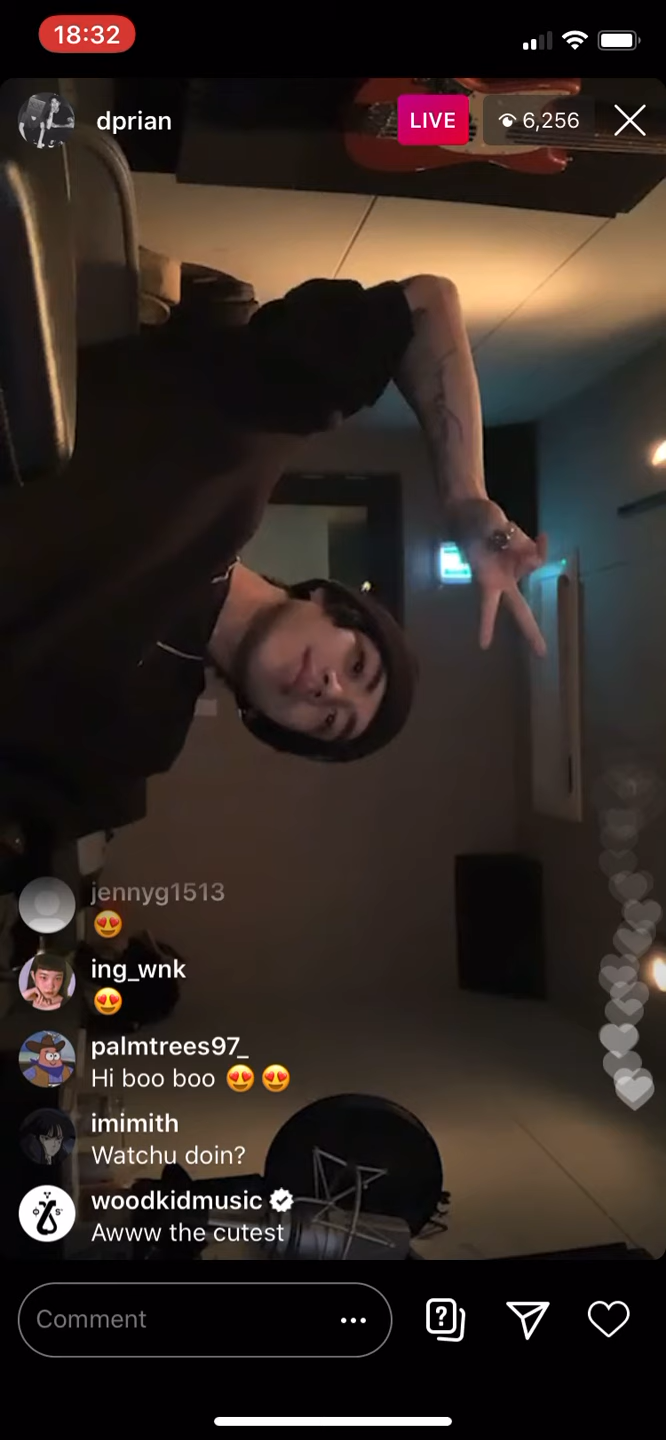 18:32
dprian
LIVE
6,256
jennyg1513
😍
ing_wnk
😍
palmtrees97_
Hi boo boo 😍 😍
imimith
Watchu doin?
woodkidmusic
Awww the cutest
Comment